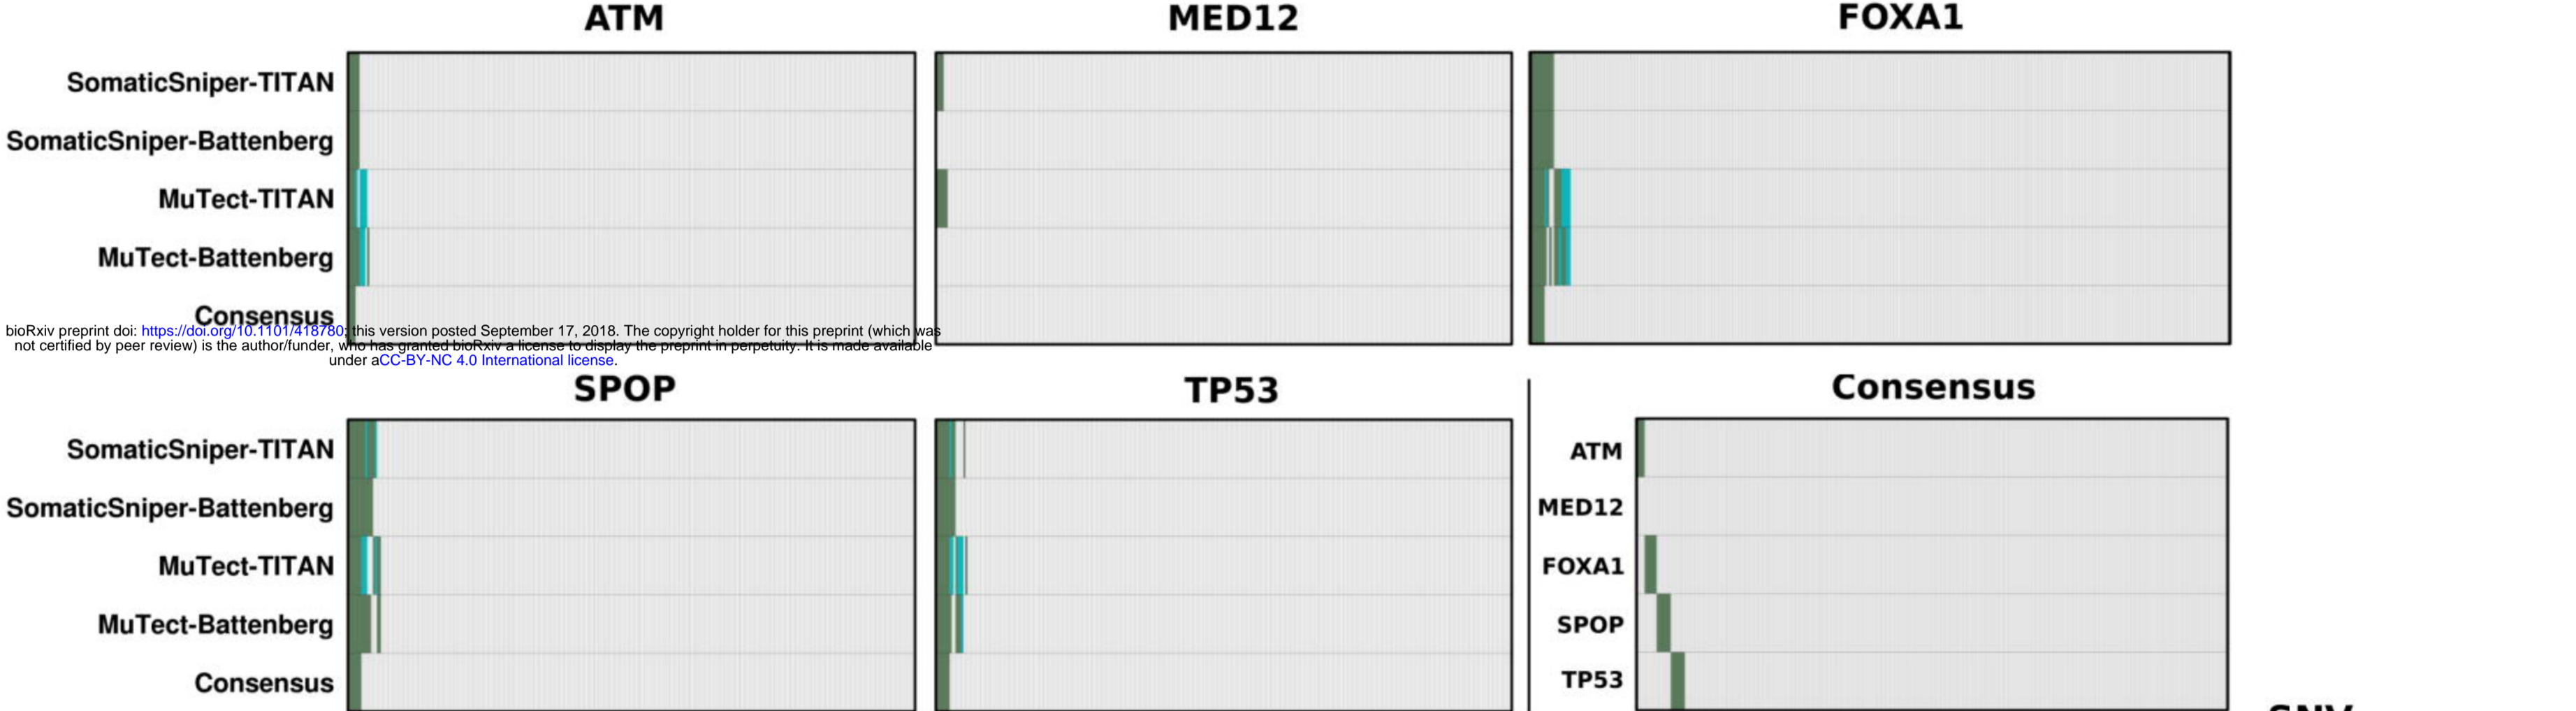 ATM MED12 FOXA1
SomaticSniper-TITAN
SomaticSniper-Battenberg
MuTect-TITAN
MuTect-Battenberg
Consensus
bioRxiv preprint doi: https://doi.org/10.1101/418780; this version posted September 17, 2018. The copyright holder for this preprint (which was
not certified by peer review) is the author/funder, who has granted bioRxiv a license to display the preprint in perpetuity. It is made available
under aCC-BY-NC 4.0 International license.
SPOP TP53 Consensus
SomaticSniper-TITAN
SomaticSniper-Battenberg
MuTect-TITAN
MuTect-Battenberg
Consensus
ATM
MED12
FOXA1
SPOP
TP53